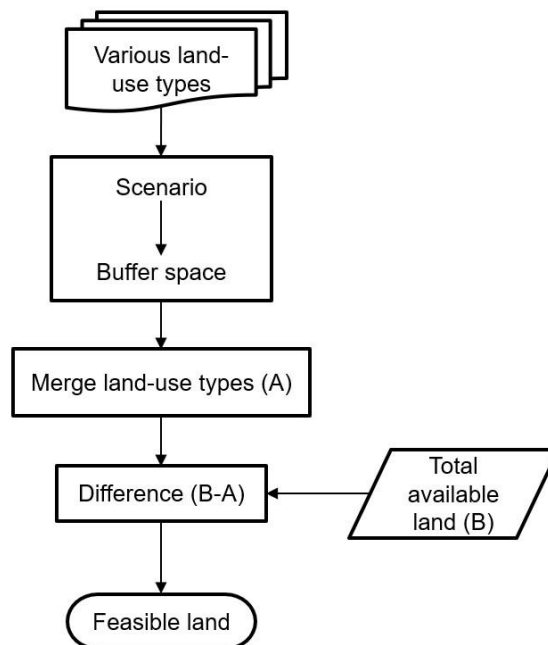 Various land-
use types
Scenario
Buffer space
Merge land-use types (A)
Difference (B-A)
Total
available
land (B)
Feasible land